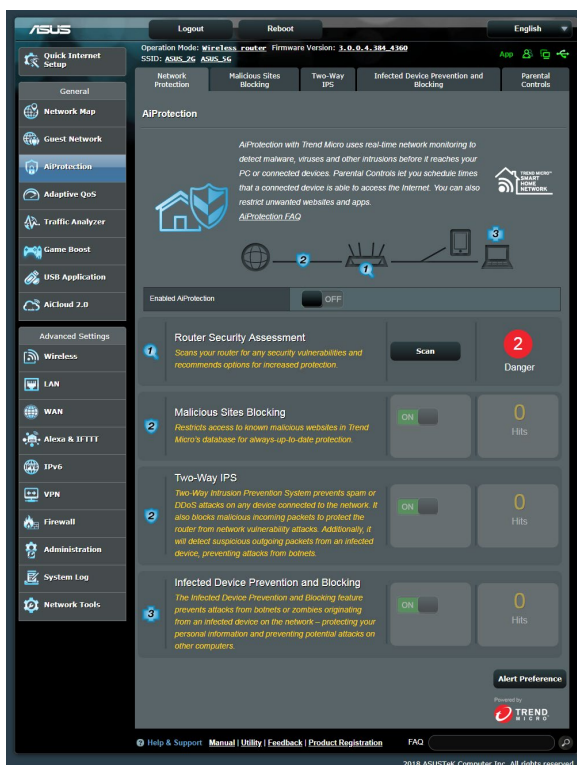 ASUS
Logout
Reboot
English
Quick Internet
Setup
General
Network Map
Guest Network
AiProtection
Adaptive QoS
Traffic Analyzer
Game Boost
USB Application
AiCloud 2.0
Advanced Settings
Wireless
LAN
WAN
Alexa & IFTTT
IPv6
VPN
Firewall
Administration
System Log
Network Tools
Operation Mode: Wireless router Firmware Version: 3.0.0.4.384_4360
SSID: ASUS_2G ASUS_5G
App
Network
Protection
Malicious Sites
Blocking
Two-Way
IPS
Infected Device Prevention and
Blocking
Parental
Controls
AiProtection
AiProtection with Trend Micro uses real-time network monitoring to
detect malware, viruses and other intrusions before it reaches your
PC or connected devices. Parental Controls let you schedule times
that a connected device is able to access the Internet. You can also
restrict unwanted websites and apps.
AiProtection FAQ
TREND MICRO™
SMART
HOME
NETWORK
2
1
3
Enabled AiProtection
OFF
1
Router Security Assessment
Scans your router for any security vulnerabilities and
recommends options for increased protection.
Scan
2
Danger
2
Malicious Sites Blocking
Restricts access to known malicious websites in Trend
Micro's database for always-up-to-date protection.
ON
0
Hits
2
Two-Way IPS
Two-Way Intrusion Prevention System prevents spam or
DDoS attacks on any device connected to the network. It
also blocks malicious incoming packets to protect the
router from network vulnerability attacks. Additionally, it
will detect suspicious outgoing packets from an infected
device, preventing attacks from botnets.
ON
0
Hits
3
Infected Device Prevention and Blocking
The Infected Device Prevention and Blocking feature
prevents attacks from botnets or zombies originating
from an infected device on the network – protecting your
personal information and preventing potential attacks on
other computers.
ON
0
Hits
Alert Preference
Powered by
TREND
MICRO
Help & Support
Manual | Utility | Feedback | Product Registration
FAQ
2018 ASUSTeK Computer Inc. All rights reserved.